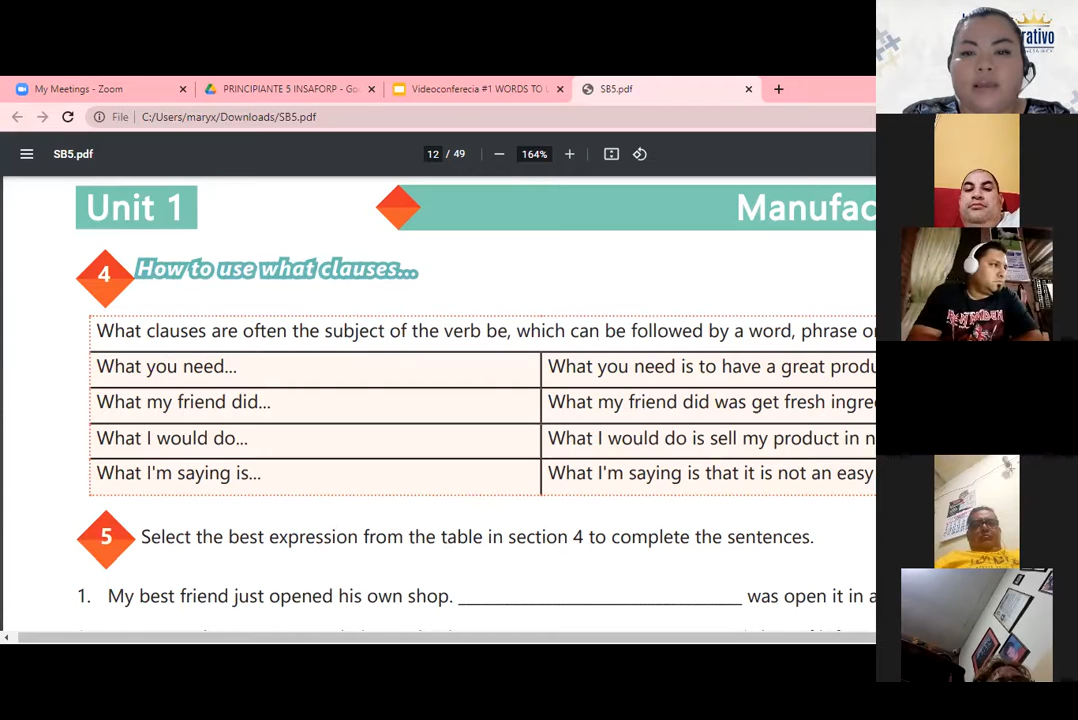 My Meetings - Zoom
PRINCIPIANTE 5 INSAFORP - Go
Videoconferecia #1 WORDS TO
SB5.pdf
File
C:/Users/maryx/Downloads/SB5.pdf
SB5.pdf
12 / 49
164%
rativo
Unit 1
Manufac
4
How to use what clauses...
What clauses are often the subject of the verb be, which can be followed by a word, phrase or
What you need...
What you need is to have a great produ
What my friend did...
What my friend did was get fresh ingre
What I would do...
What I would do is sell my product in n
What I'm saying is...
What I'm saying is that it is not an easy
5
Select the best expression from the table in section 4 to complete the sentences.
1. My best friend just opened his own shop. ____________________________ was open it in a